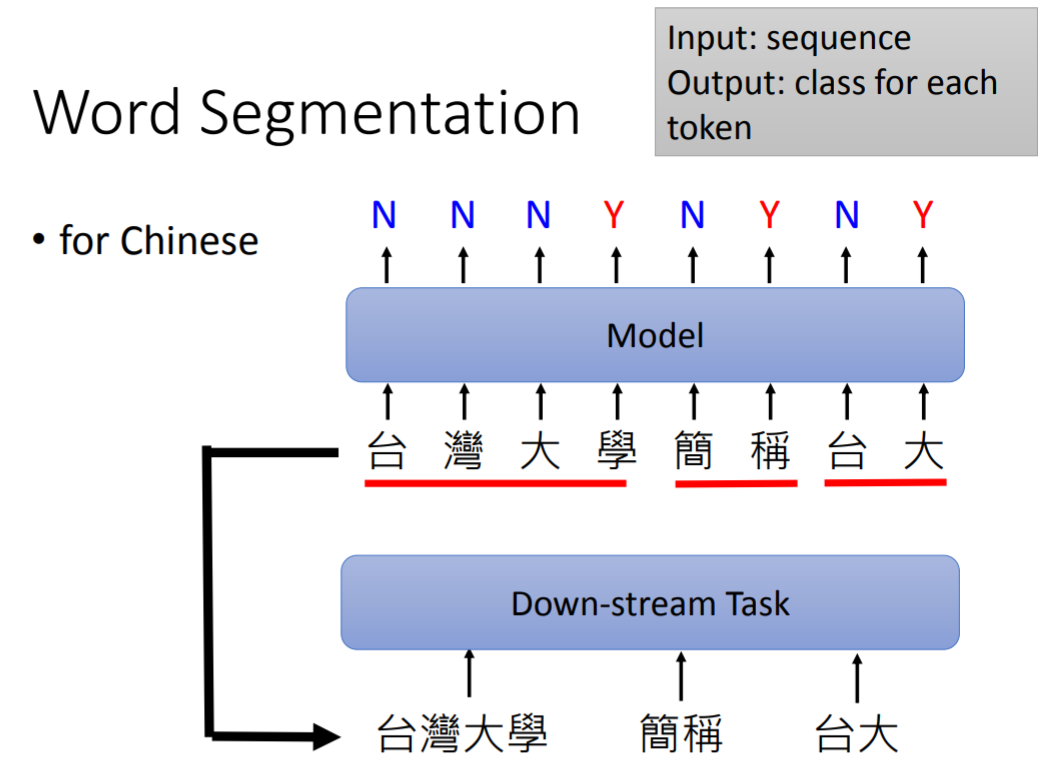 Input: sequence
Output: class for each
token
Word Segmentation
• for Chinese
N N N Y N Y N Y
Model
台 灣 大 學 簡 稱 台 大
Down-stream Task
台灣大學 簡稱 台大